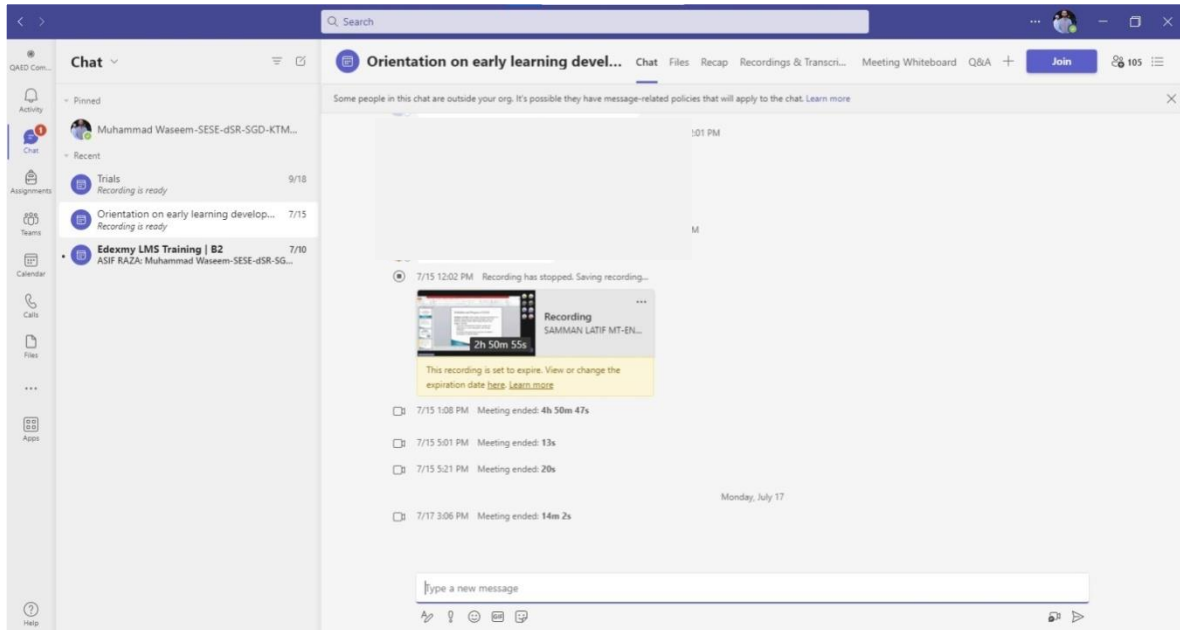 Search
QAED Com...
Activity
Chat
1
Assignments
Teams
Calendar
Calls
Files
Apps
Help
Chat
Pinned
Muhammad Waseem-SESE-dSR-SGD-KTM...
Recent
Trials 9/18
Recording is ready
Orientation on early learning develop... 7/15
Recording is ready
Edexmy LMS Training | B2 7/10
ASIF RAZA: Muhammad Waseem-SESE-dSR-SG...
Orientation on early learning devel... Chat Files Recap Recordings & Transcri... Meeting Whiteboard Q&A Join 105
Some people in this chat are outside your org. It's possible they have message-related policies that will apply to the chat. Learn more
:01 PM
M
7/15 12:02 PM Recording has stopped. Saving recording...
Recording
SAMMAN LATIF MT-EN...
2h 50m 55s
This recording is set to expire. View or change the
expiration date here. Learn more
7/15 1:08 PM Meeting ended: 4h 50m 47s
7/15 5:01 PM Meeting ended: 13s
7/15 5:21 PM Meeting ended: 20s
Monday, July 17
7/17 3:06 PM Meeting ended: 14m 2s
Type a new message
GIF